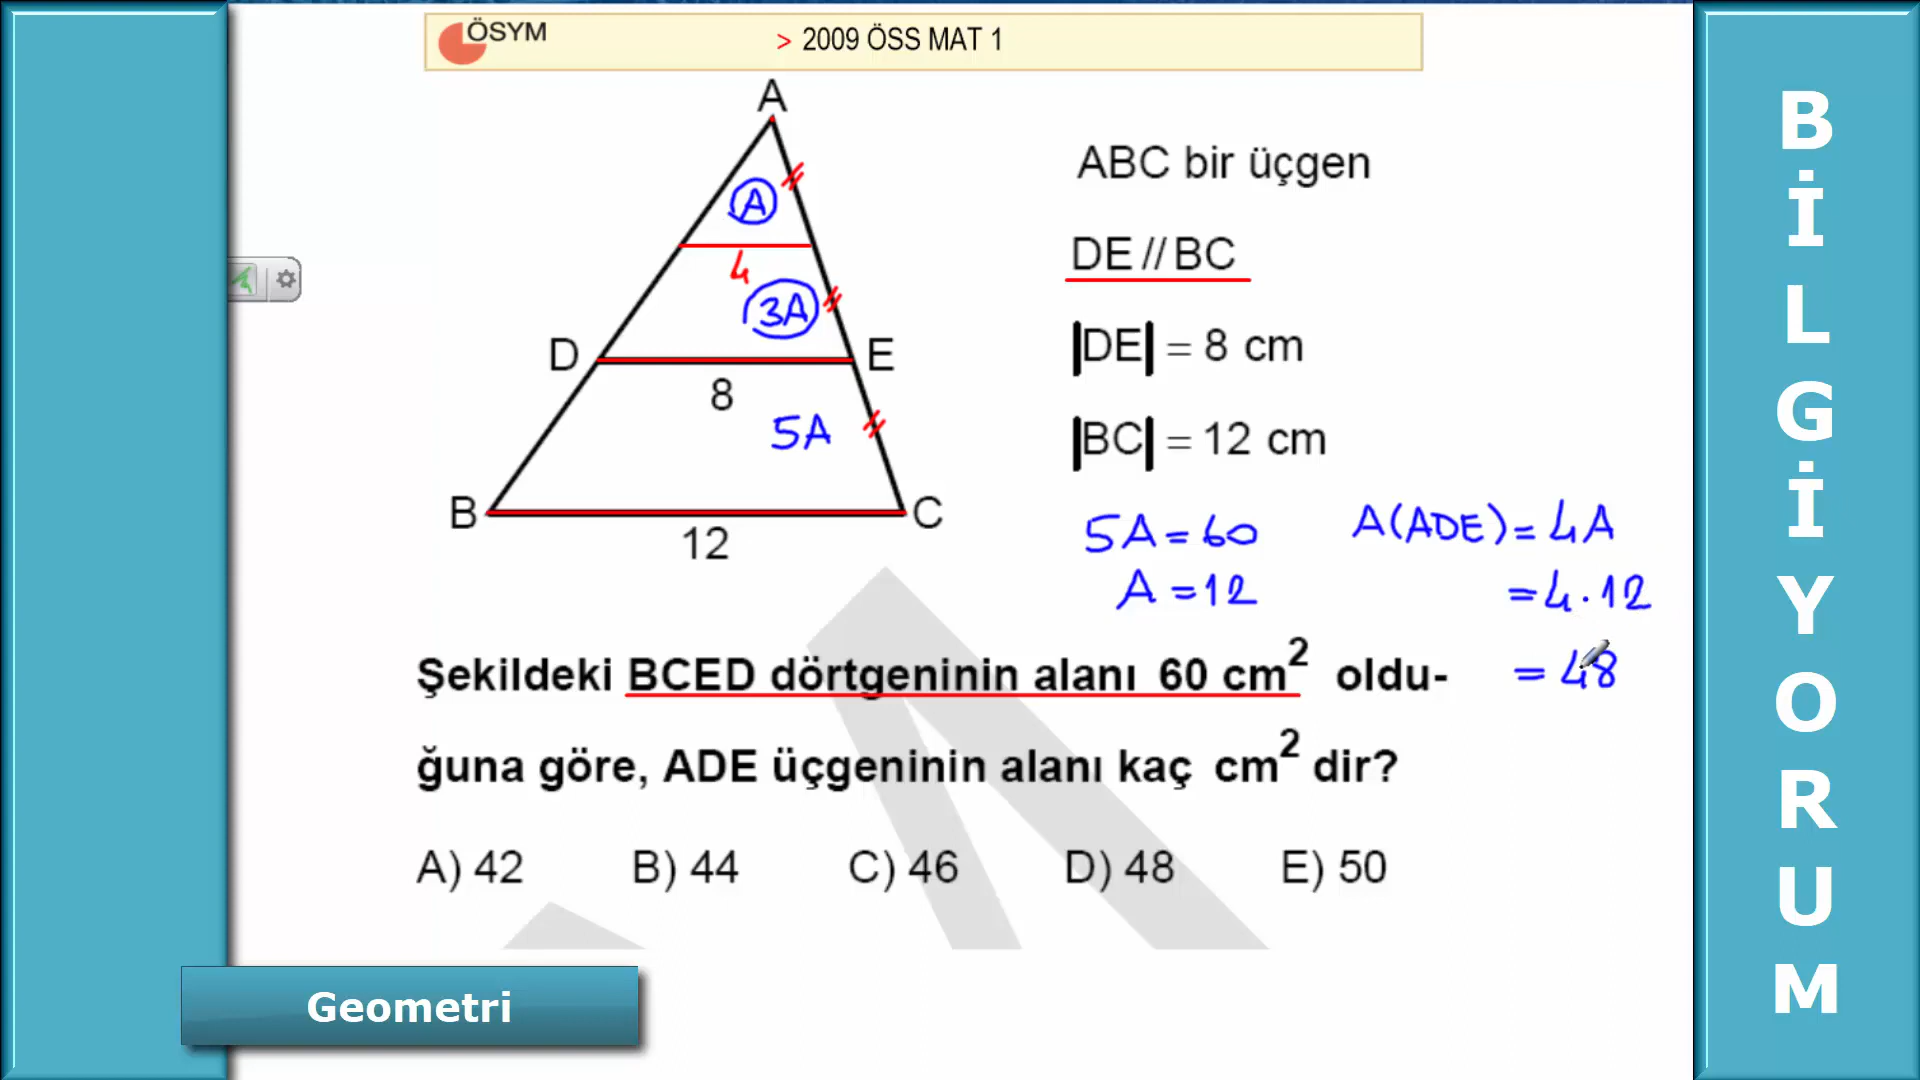 ÖSYM
> 2009 ÖSS MAT 1
A
A
4
3A
D
E
8
5A
B
C
12
ABC bir üçgen
DE // BC
|DE| = 8 cm
|BC| = 12 cm
5A = 60
A = 12
A(ADE) = 4A
= 4 . 12
= 48
Şekildeki BCED dörtgeninin alanı 60 cm² oldu-
ğuna göre, ADE üçgeninin alanı kaç cm² dir?
A) 42 B) 44 C) 46 D) 48 E) 50
Geometri
BİLGİYORUM